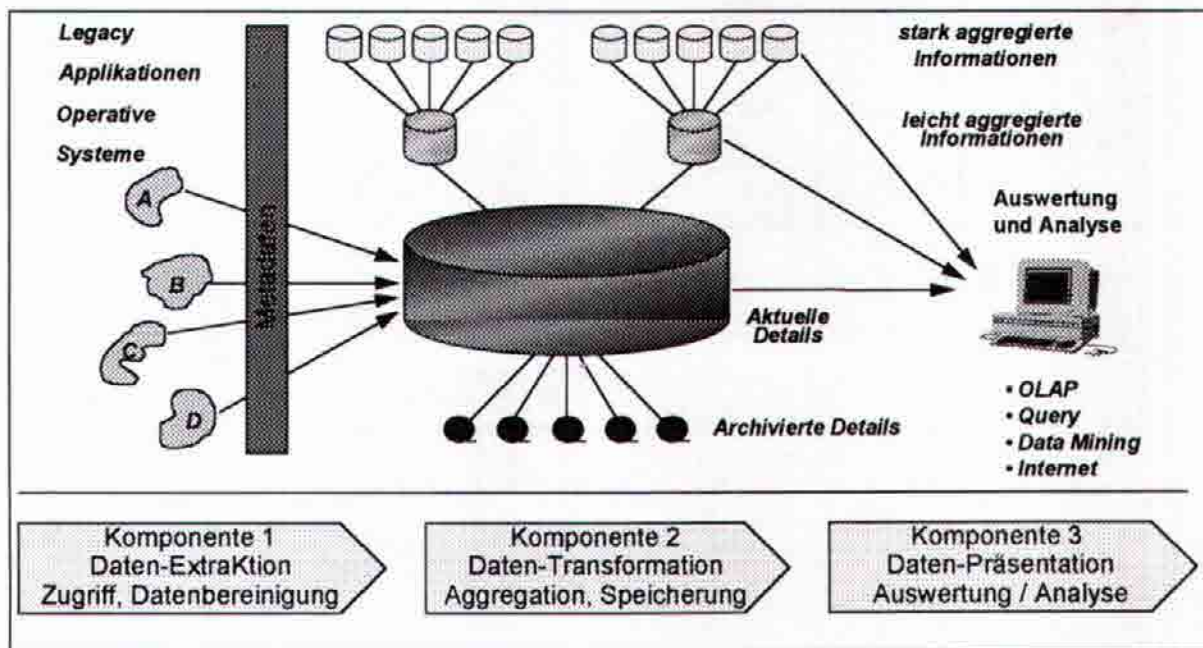 Legacy
Applikationen
Operative
Systeme
A
B
C
D
Metadaten
stark aggregierte
Informationen
leicht aggregierte
Informationen
Auswertung
und Analyse
Aktuelle
Details
Archivierte Details
• OLAP
• Query
• Data Mining
• Internet
Komponente 1
Daten-ExtraKtion
Zugriff, Datenbereinigung
Komponente 2
Daten-Transformation
Aggregation, Speicherung
Komponente 3
Daten-Präsentation
Auswertung / Analyse